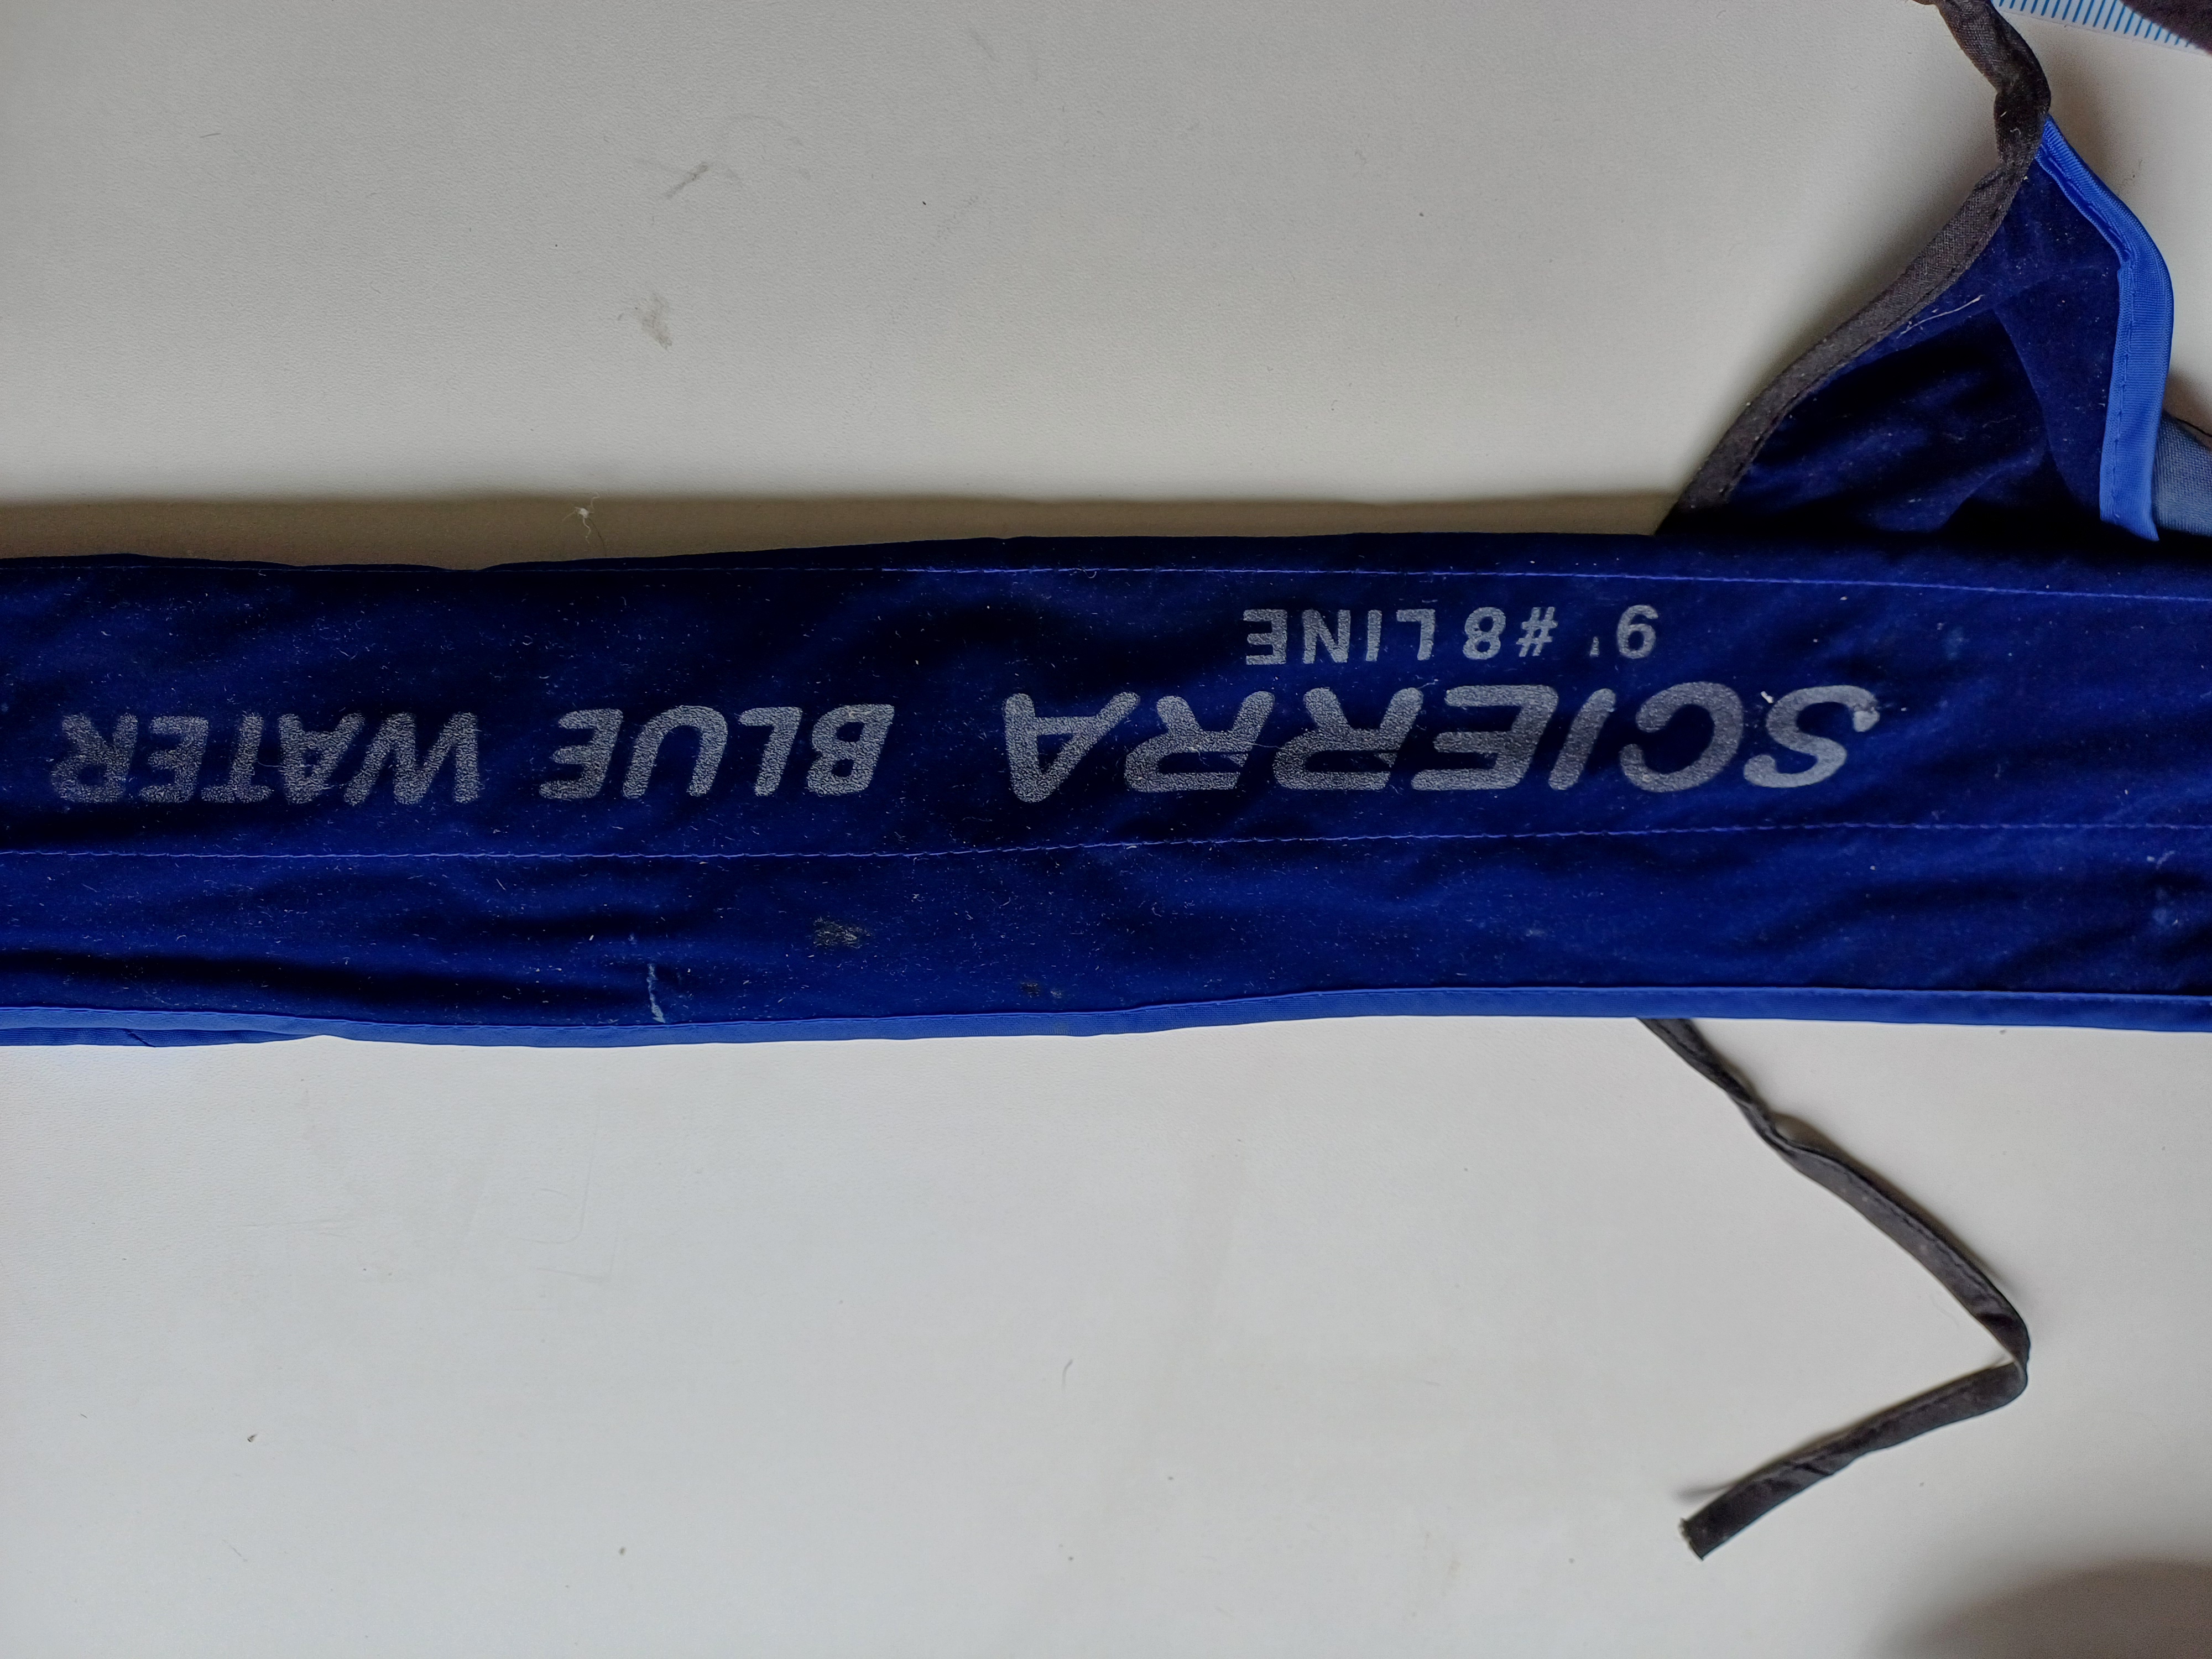 SCIERRA BLUE WATER
9' #8 LINE